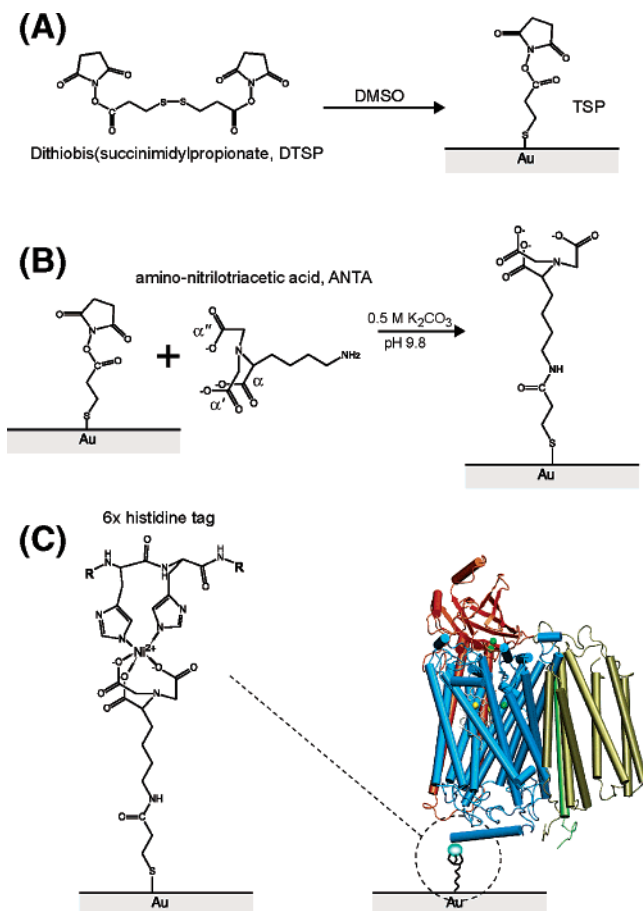 (A)
O
N
O
O
N
O
O
O
C
O
S–S
O
C
O
Dithiobis(succinimidylpropionate, DTSP
DMSO
O
N
O
O
C
O
TSP
S
Au
(B)
O
N
O
O
C
O
S
Au
+
amino-nitrilotriacetic acid, ANTA
O
α''
-O
N
-O
-O
α
O
α'
O
NH₂
0.5 M K₂CO₃
pH 9.8
O-
O
O-
-O
O
O
N
NH
O
S
Au
(C)
6x histidine tag
R
H
N
O
N
H
O
H
N
R
N
N
N
N
Ni²⁺
O
O
O
O
O
O
N
NH
O
S
Au
Au